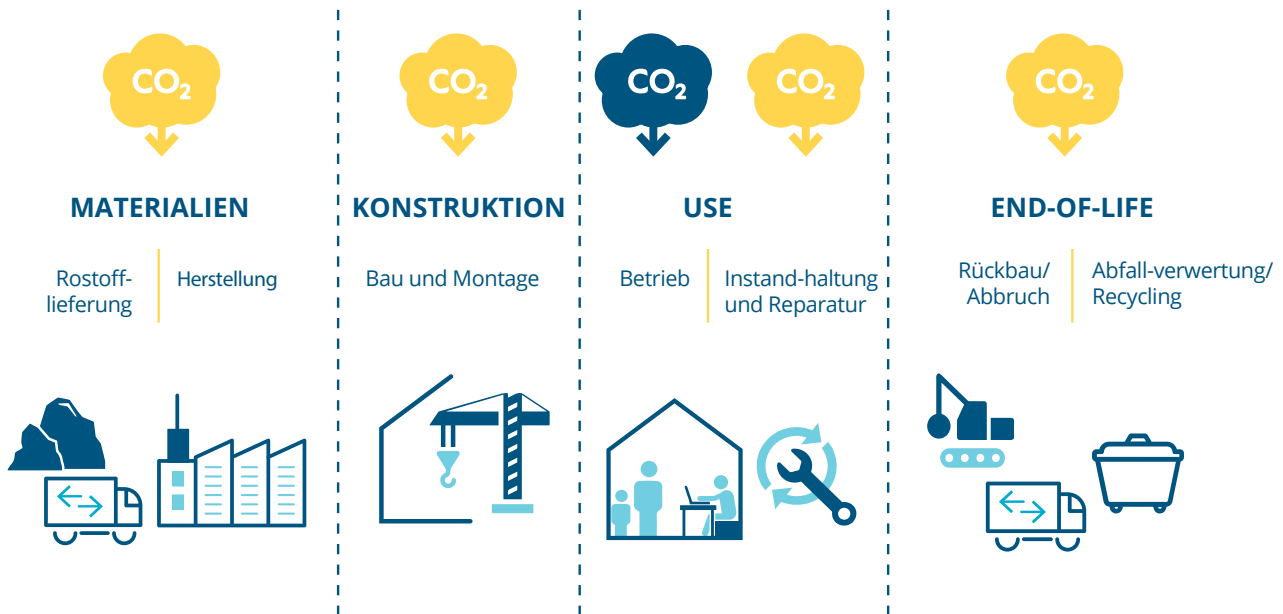 CO₂
CO₂
CO₂
CO₂
CO₂
MATERIALIEN
KONSTRUKTION
USE
END-OF-LIFE
Rostoff-
lieferung
Herstellung
Bau und Montage
Betrieb
Instand-haltung
und Reparatur
Rückbau/
Abbruch
Abfall-verwertung/
Recycling